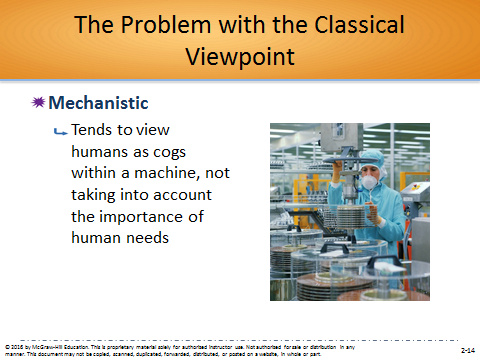 The Problem with the Classical
Viewpoint
Mechanistic
Tends to view
humans as cogs
within a machine, not
taking into account
the importance of
human needs
© 2016 by McGraw-Hill Education. This is proprietary material solely for authorized instructor use. Not authorized for sale or distribution in any
manner. This document may not be copied, scanned, duplicated, forwarded, distributed, or posted on a website, in whole or part.
2-14